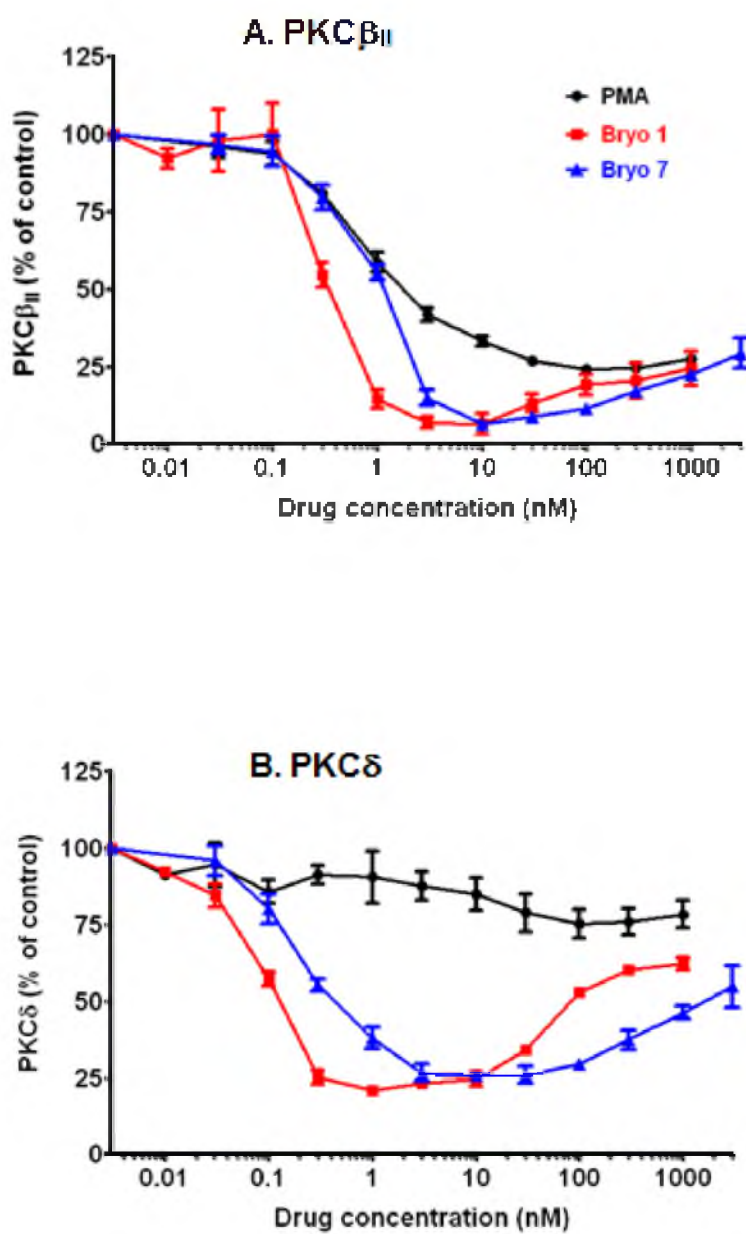 A. PKCβII
125
100
75
50
25
0
PKCβII (% of control)
PMA
Bryo 1
Bryo 7
0.01 0.1 1 10 100 1000
Drug concentration (nM)
B. PKCδ
125
100
75
50
25
0
PKCδ (% of control)
0.01 0.1 1 10 100 1000
Drug concentration (nM)